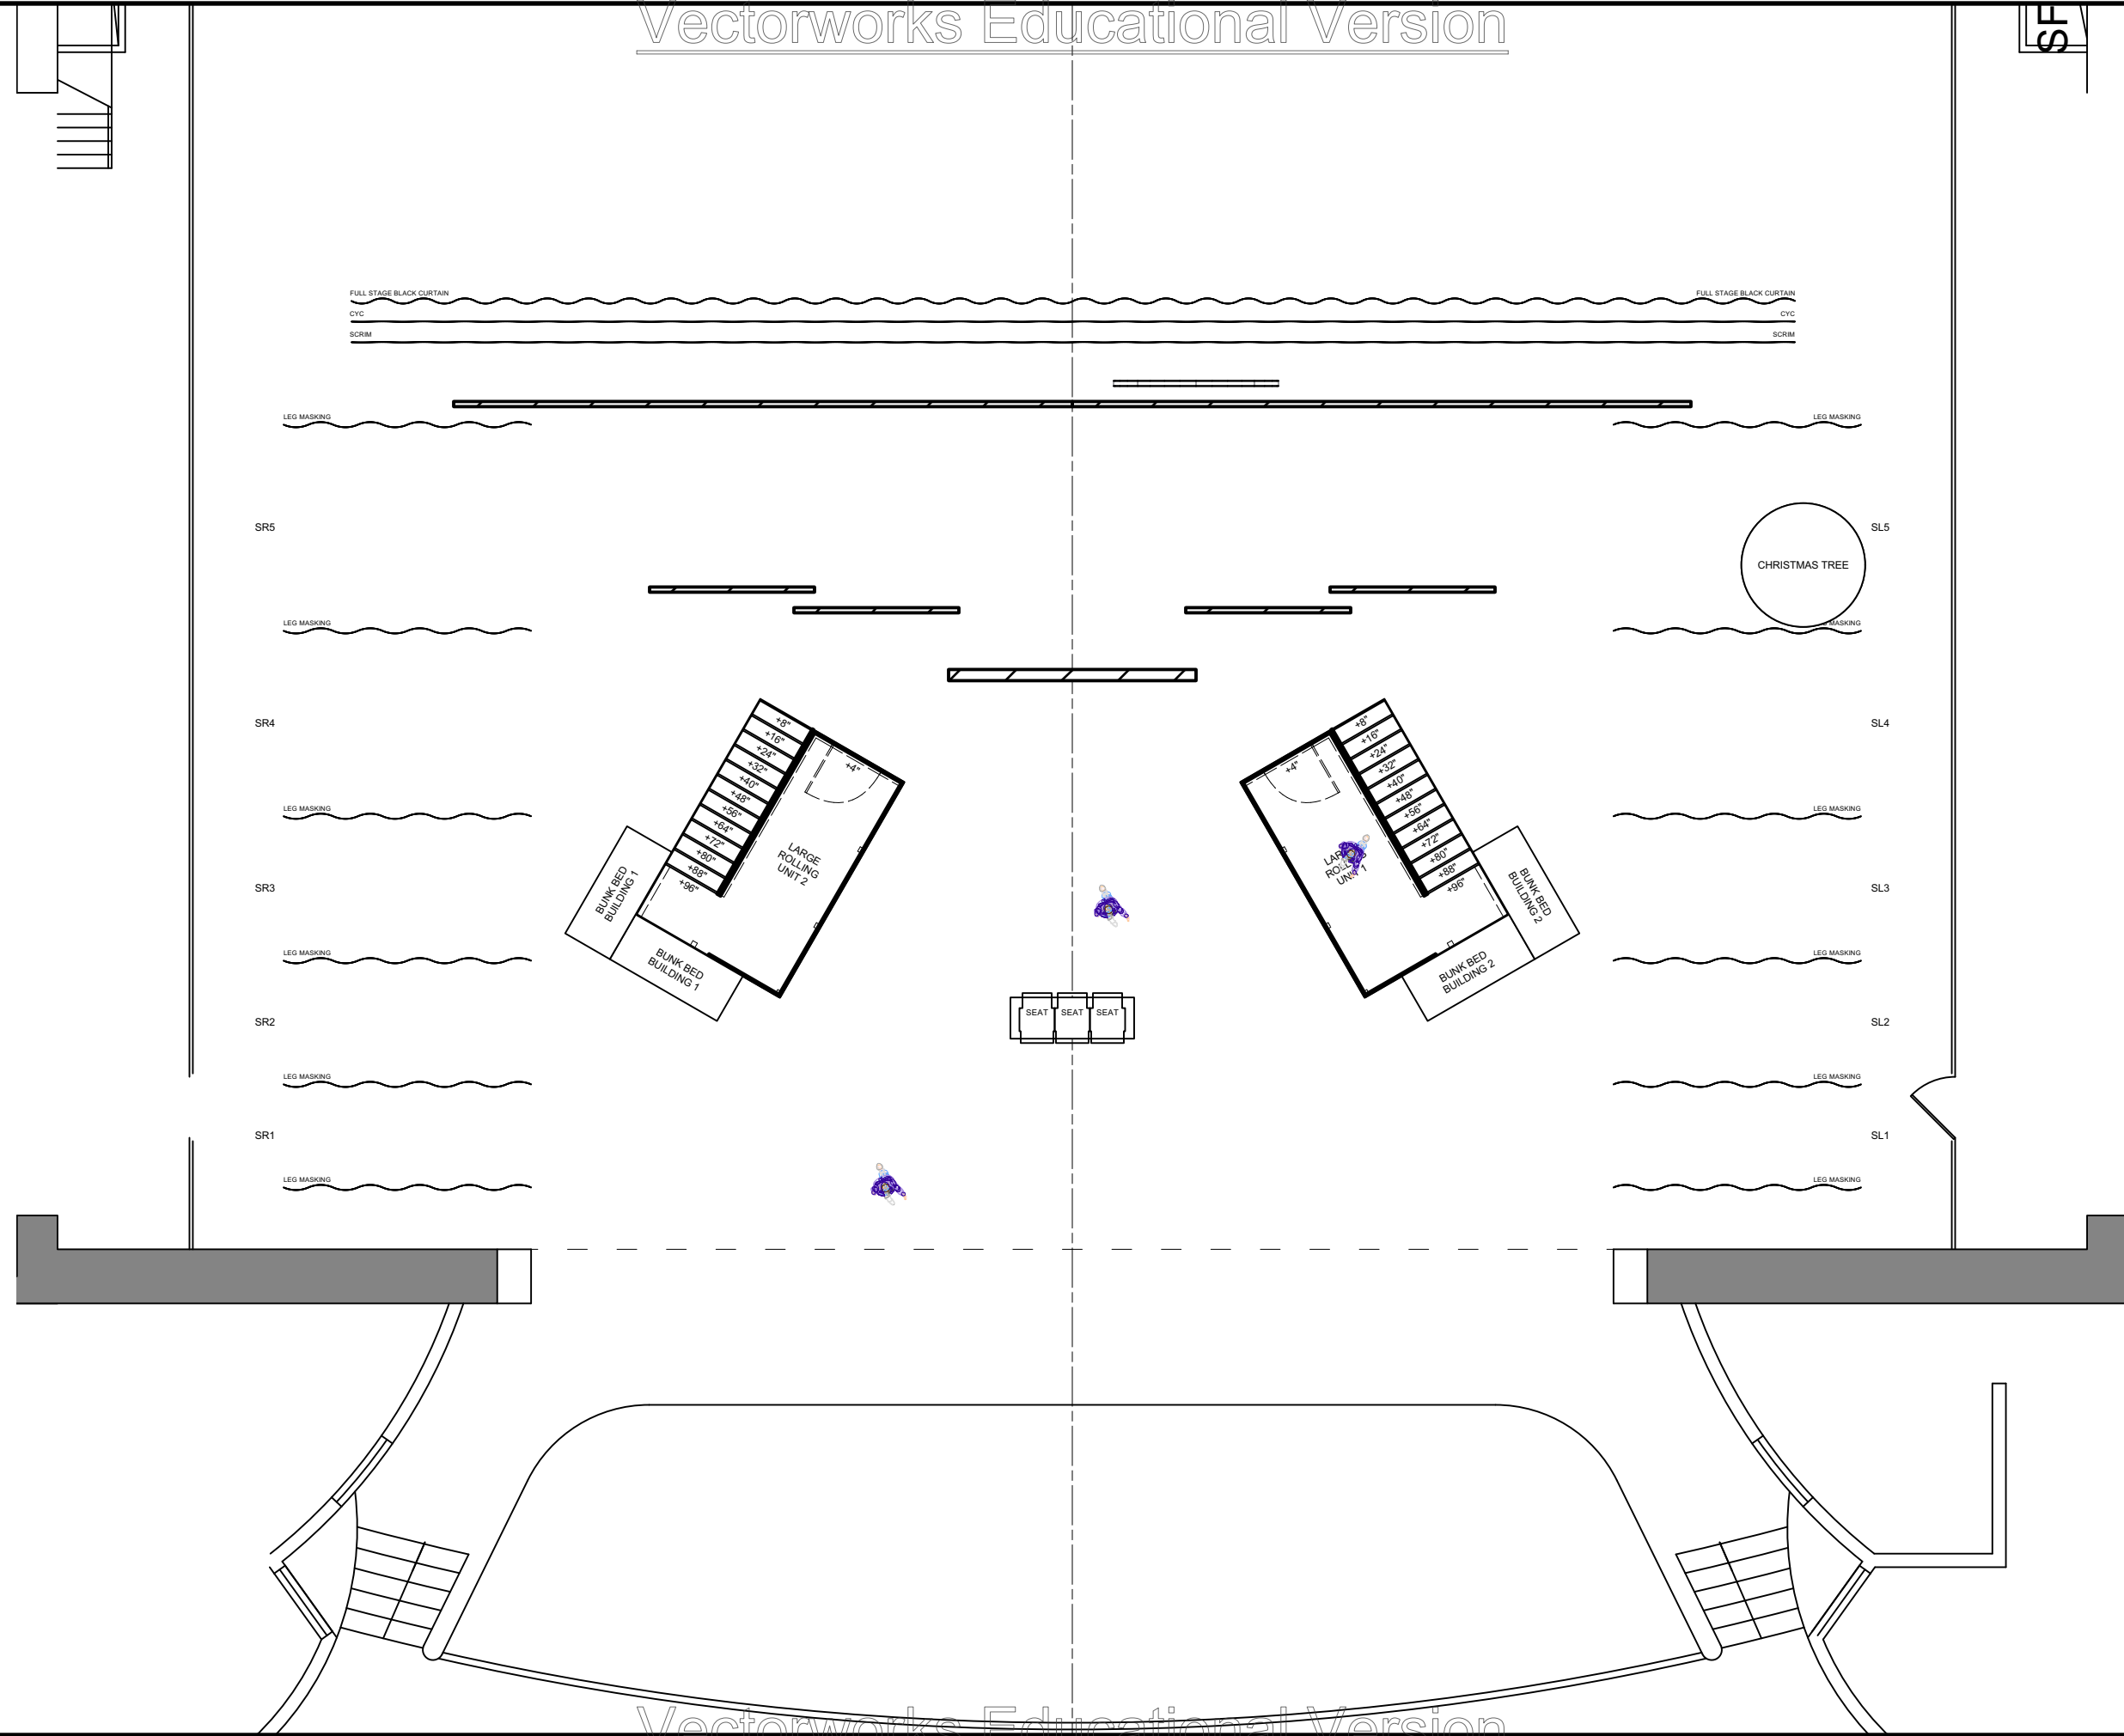 Vectorworks Educational Version
SF
FULL STAGE BLACK CURTAIN
FULL STAGE BLACK CURTAIN
CYC
CYC
SCRIM
SCRIM
LEG MASKING
LEG MASKING
SR5
SL5
CHRISTMAS TREE
LEG MASKING
MASKING
SR4
SL4
+8"
+16"
+24"
+32"
+40"
+48"
+56"
+64"
+72"
+80"
+88"
+96"
+4"
LARGE
ROLLING
UNIT 2
+8"
+16"
+24"
+32"
+40"
+48"
+56"
+64"
+72"
+80"
+88"
+96"
+4"
LEG MASKING
LEG MASKING
BUNK BED
BUILDING 1
BUNK BED
BUILDING 1
BUNK BED
BUILDING 2
BUNK BED
BUILDING 2
SR3
SL3
LEG MASKING
LEG MASKING
SEAT SEAT SEAT
SR2
SL2
LEG MASKING
LEG MASKING
SR1
SL1
LEG MASKING
LEG MASKING
Vectorworks Educational Version